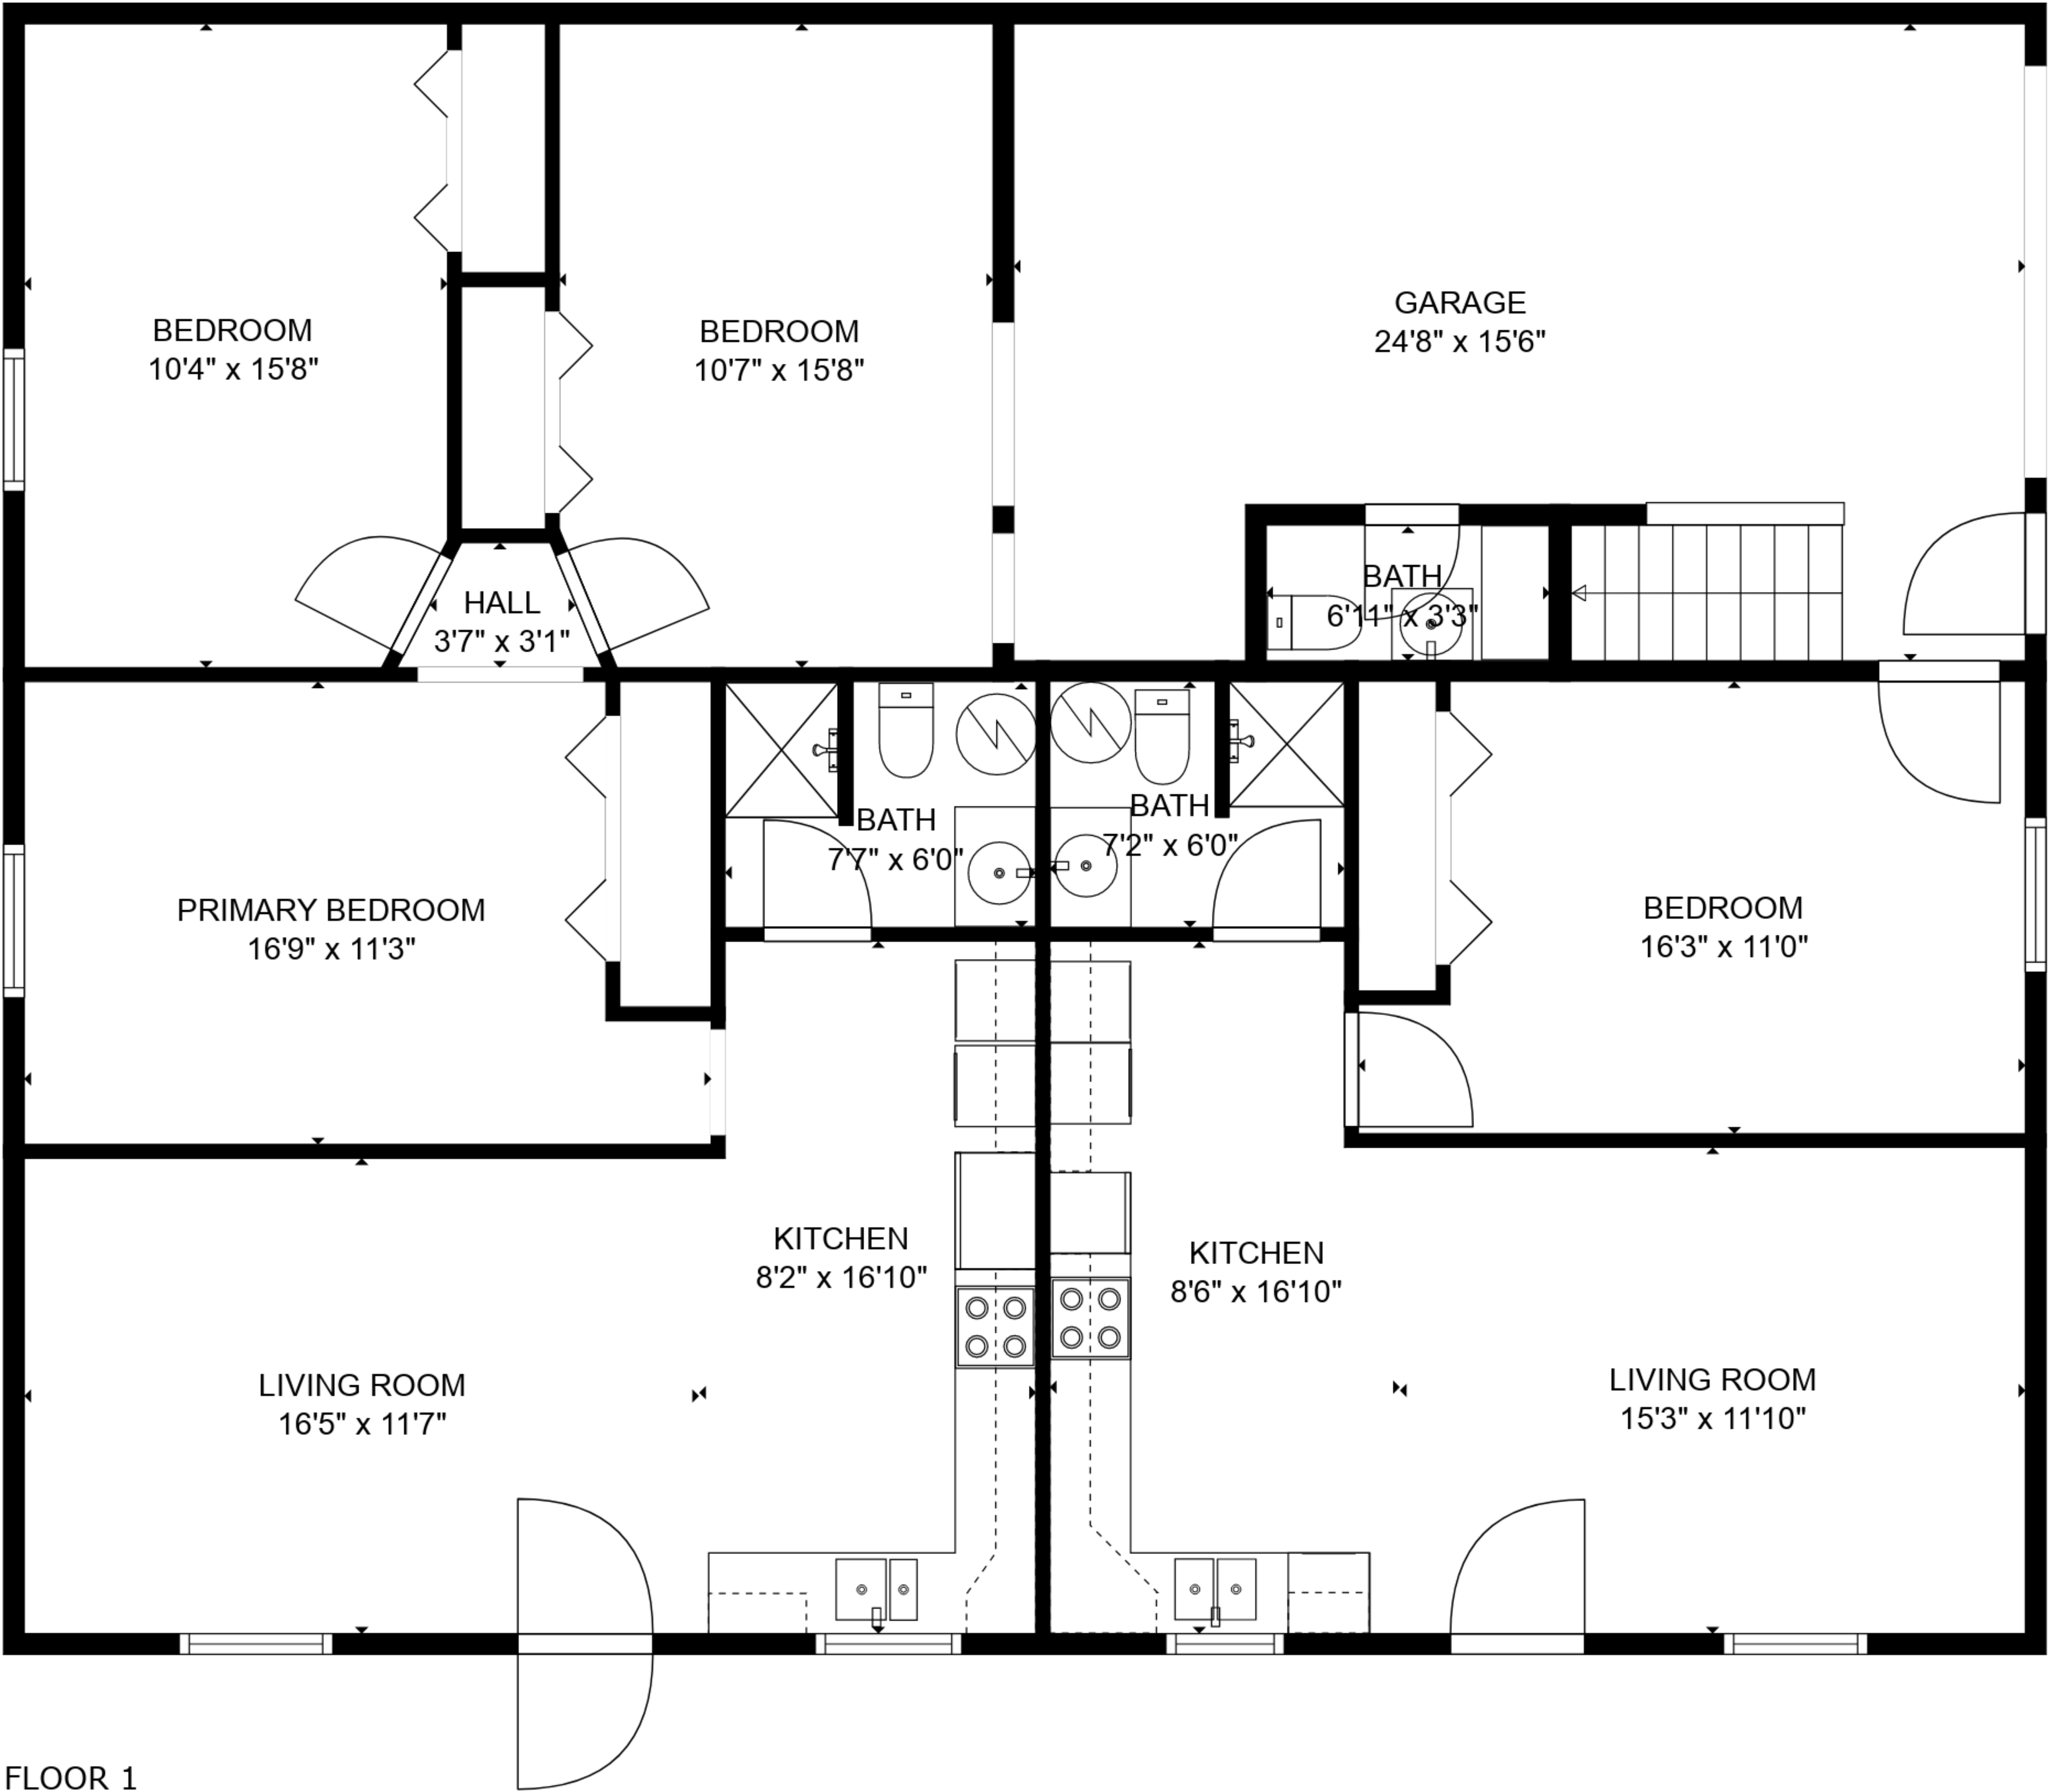 BEDROOM
10'4" x 15'8"
BEDROOM
10'7" x 15'8"
GARAGE
24'8" x 15'6"
HALL
3'7" x 3'1"
BATH
6'11" x 3'3"
BATH
7'7" x 6'0"
BATH
7'2" x 6'0"
PRIMARY BEDROOM
16'9" x 11'3"
BEDROOM
16'3" x 11'0"
KITCHEN
8'2" x 16'10"
KITCHEN
8'6" x 16'10"
LIVING ROOM
16'5" x 11'7"
LIVING ROOM
15'3" x 11'10"
FLOOR 1